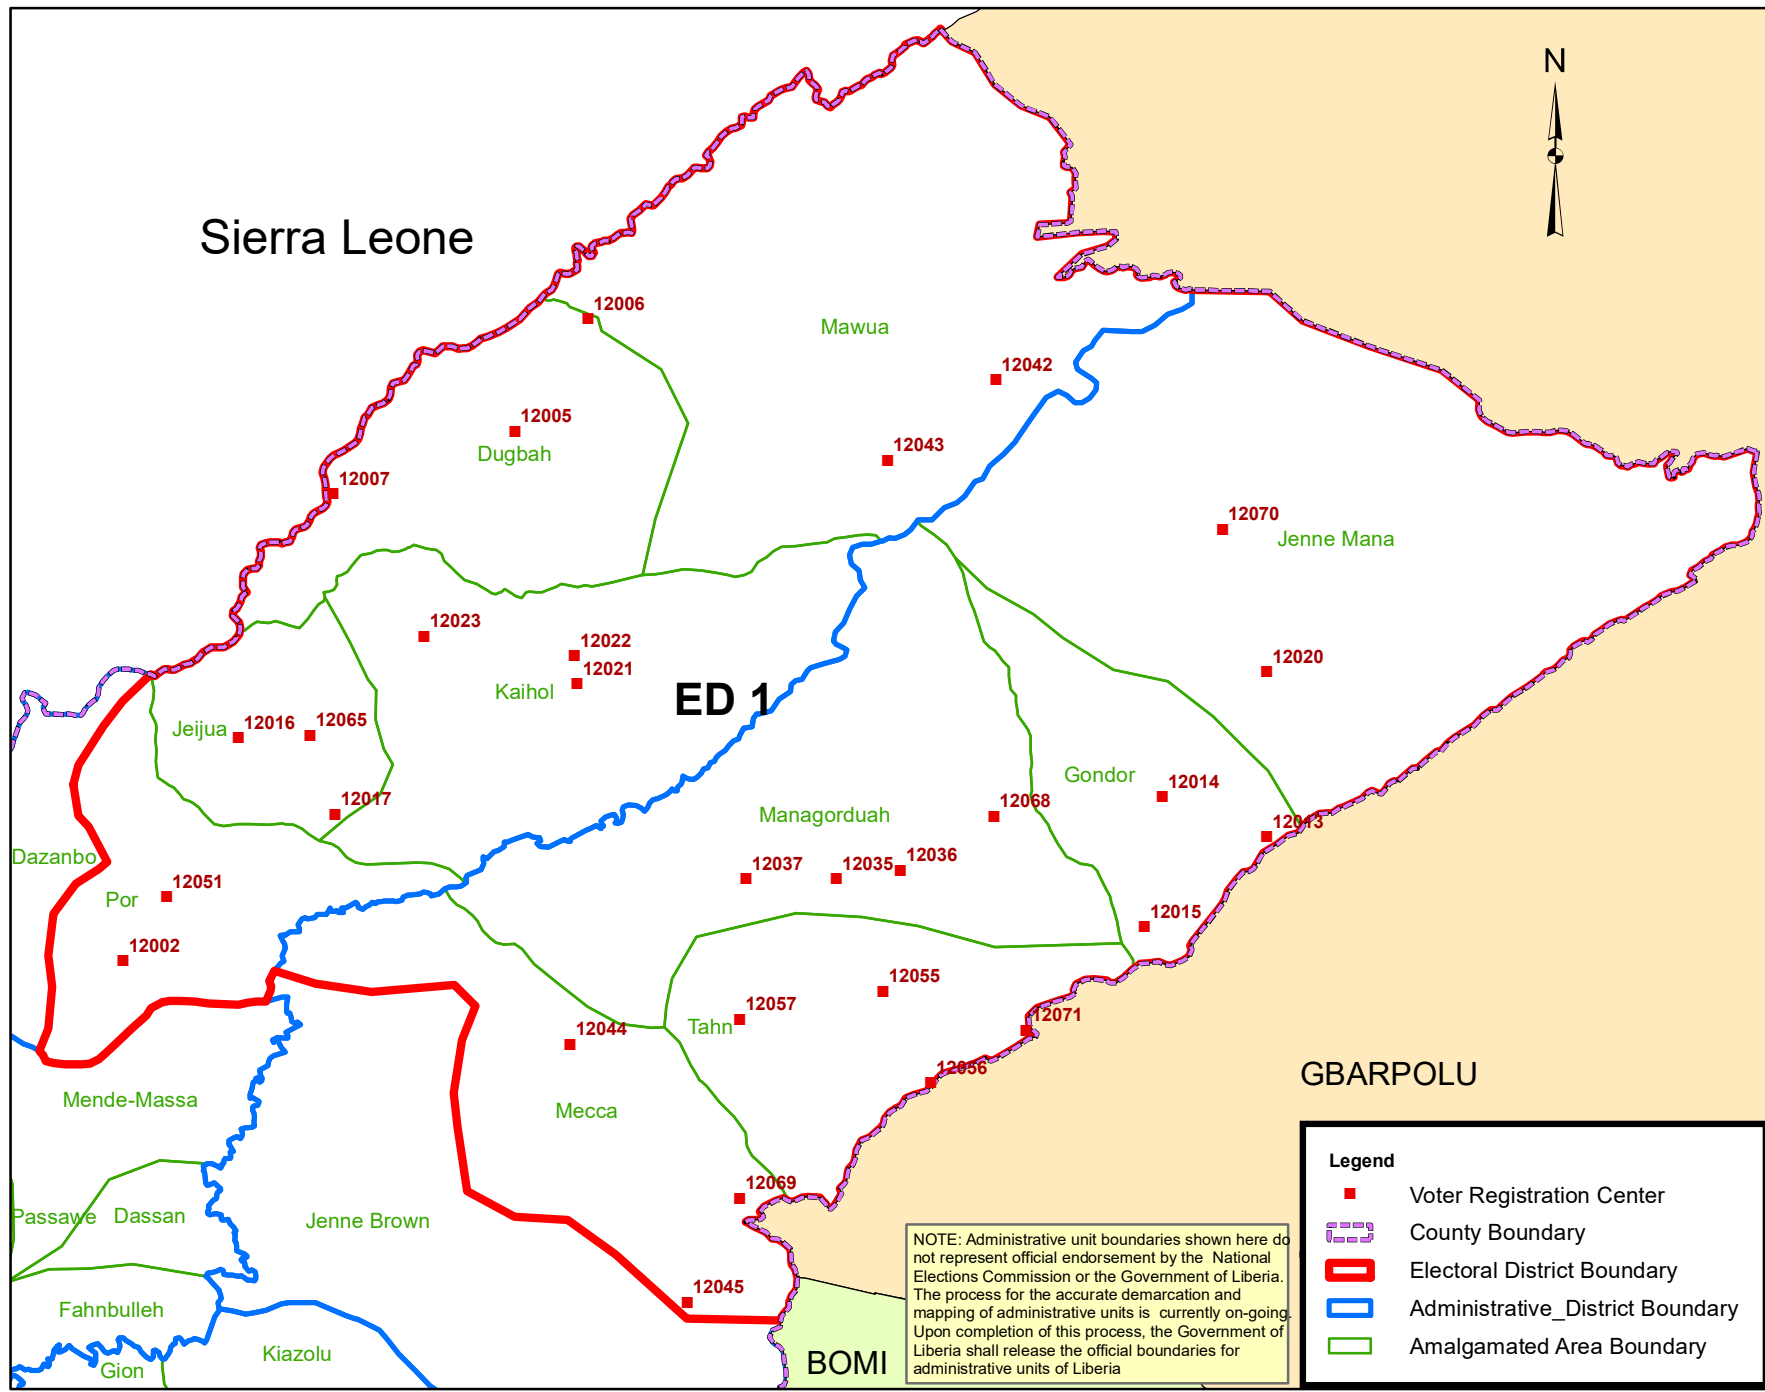 N
Sierra Leone
12006
Mawua
12042
12005
12043
Dugbah
12007
12070
Jenne Mana
12023
12022
12020
12021
Kaihol
ED 1
Jeijua
12016
12065
Gondor
12014
12017
12068
Managorduah
12013
Dazanbo
12036
12037
12035
12051
Por
12015
12002
12055
12057
12071
Tahn
12044
12056
GBARPOLU
Mende-Massa
Mecca
Legend
Voter Registration Center
12069
Passawe
Dassan
Jenne Brown
County Boundary
NOTE: Administrative unit boundaries shown here do
not represent official endorsement by the National
Elections Commission or the Government of Liberia.
The process for the accurate demarcation and
mapping of administrative units is currently on-going.
Upon completion of this process, the Government of
Liberia shall release the official boundaries for
administrative units of Liberia
Electoral District Boundary
12045
Fahnbulleh
Administrative_District Boundary
Kiazolu
Amalgamated Area Boundary
Gion
BOMI